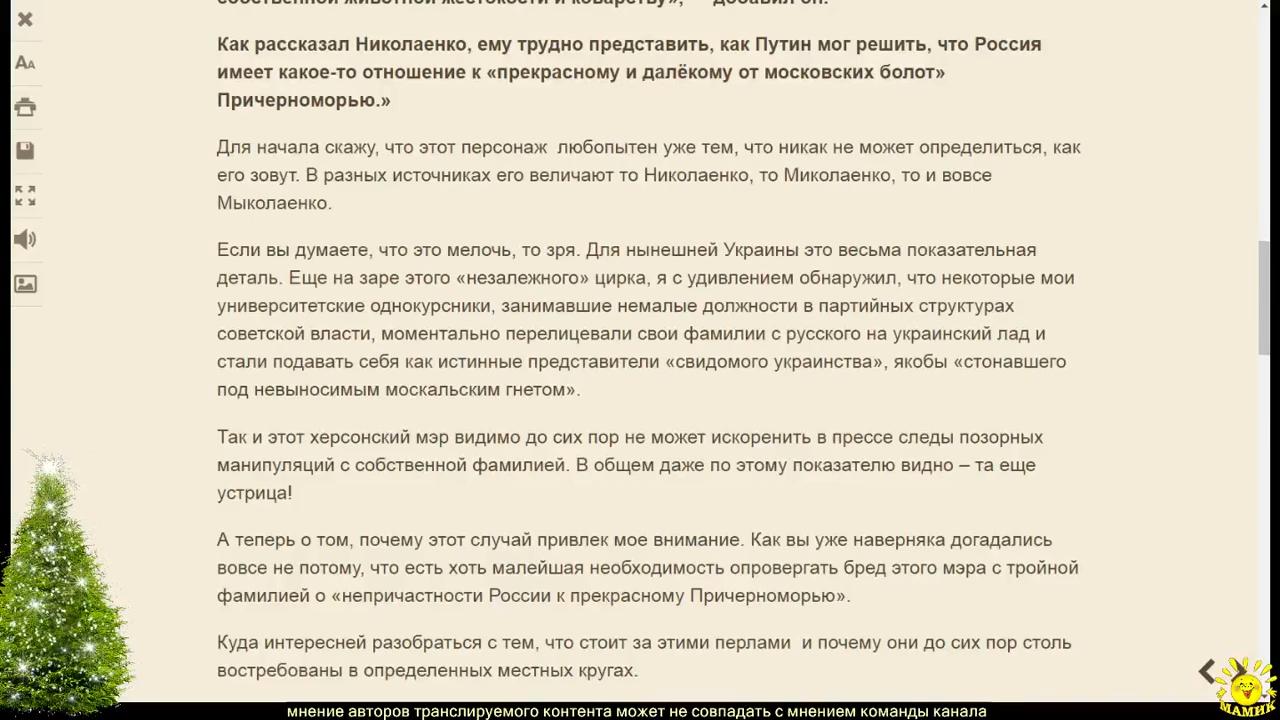 собственной животной жестокости и коварству», — добавил он.
Как рассказал Николаенко, ему трудно представить, как Путин мог решить, что Россия
имеет какое-то отношение к «прекрасному и далёкому от московских болот»
Причерноморью.»
Для начала скажу, что этот персонаж любопытен уже тем, что никак не может определиться, как
его зовут. В разных источниках его величают то Николаенко, то Миколаенко, то и вовсе
Мыколаенко.
Если вы думаете, что это мелочь, то зря. Для нынешней Украины это весьма показательная
деталь. Еще на заре этого «незалежного» цирка, я с удивлением обнаружил, что некоторые мои
университетские однокурсники, занимавшие немалые должности в партийных структурах
советской власти, моментально перелицевали свои фамилии с русского на украинский лад и
стали подавать себя как истинные представители «свидомого украинства», якобы «стонавшего
под невыносимым москальским гнетом».
Так и этот херсонский мэр видимо до сих пор не может искоренить в прессе следы позорных
манипуляций с собственной фамилией. В общем даже по этому показателю видно – та еще
устрица!
А теперь о том, почему этот случай привлек мое внимание. Как вы уже наверняка догадались
вовсе не потому, что есть хоть малейшая необходимость опровергать бред этого мэра с тройной
фамилией о «непричастности России к прекрасному Причерноморью».
Куда интересней разобраться с тем, что стоит за этими перлами и почему они до сих пор столь
востребованы в определенных местных кругах.
МАМИК
мнение авторов транслируемого контента может не совпадать с мнением команды канала